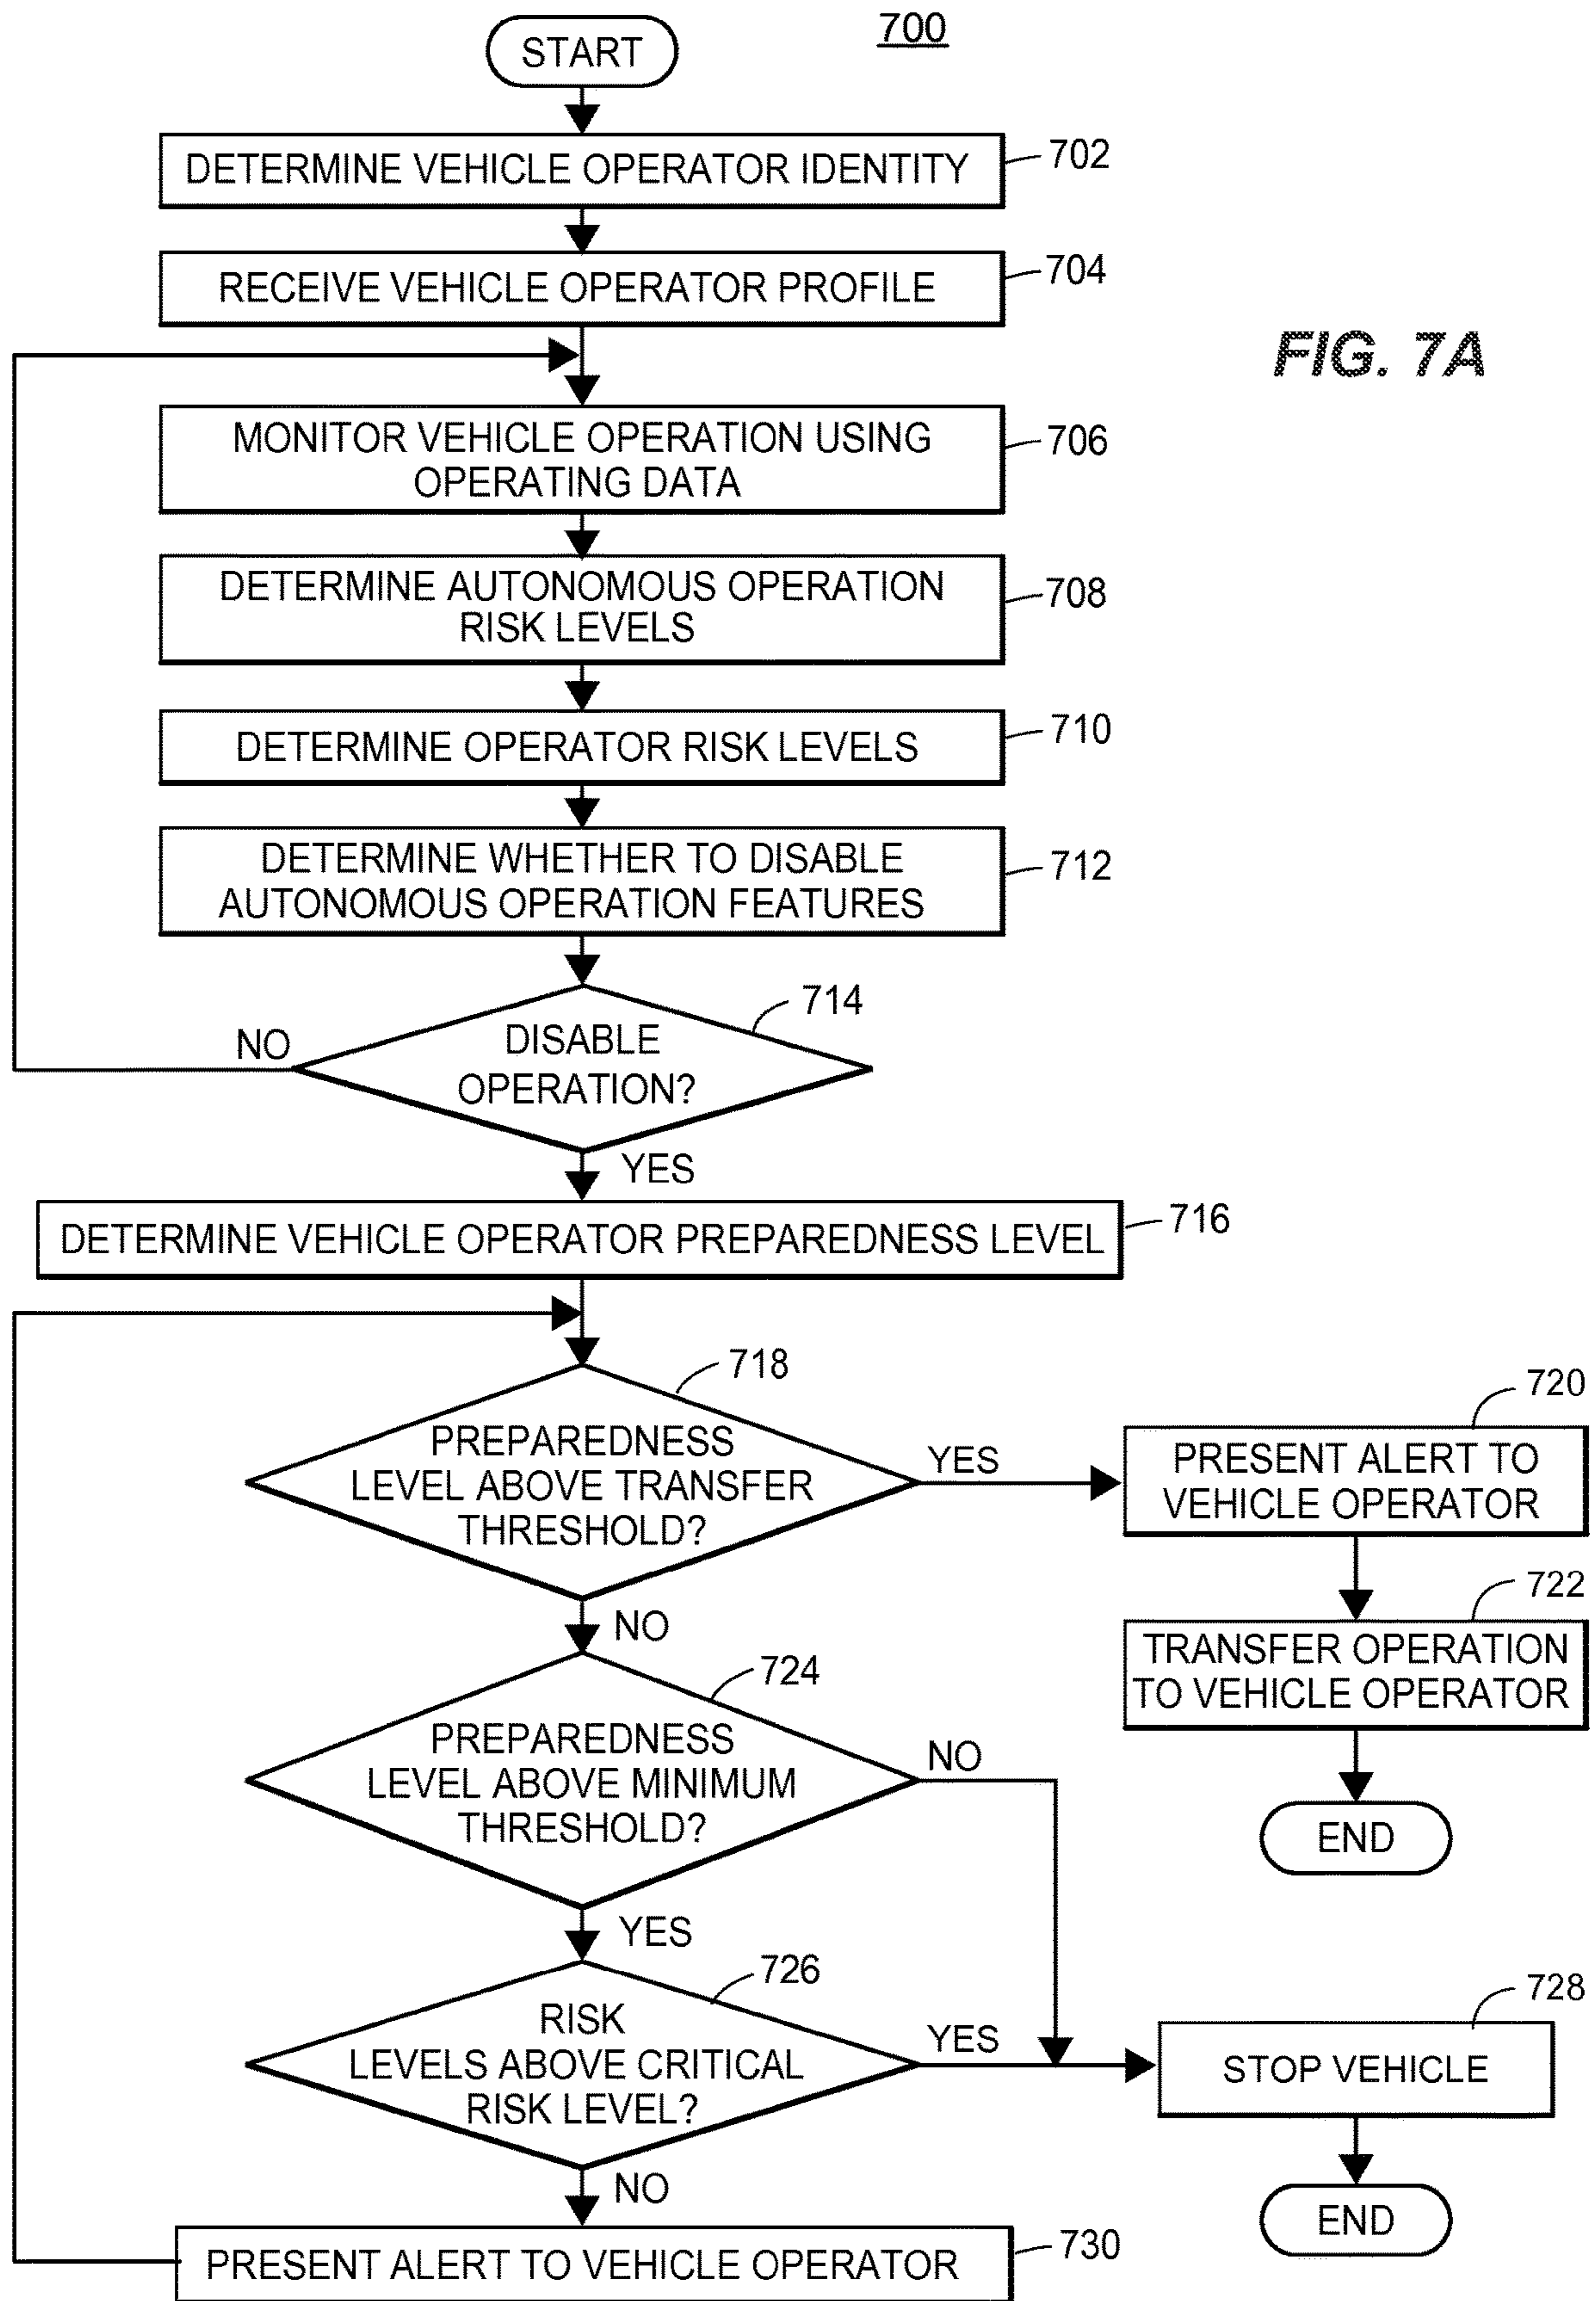 700
START
DETERMINE VEHICLE OPERATOR IDENTITY
702
RECEIVE VEHICLE OPERATOR PROFILE
704
FIG. 7A
MONITOR VEHICLE OPERATION USING
OPERATING DATA
706
DETERMINE AUTONOMOUS OPERATION
RISK LEVELS
708
DETERMINE OPERATOR RISK LEVELS
710
DETERMINE WHETHER TO DISABLE
AUTONOMOUS OPERATION FEATURES
712
714
DISABLE
OPERATION?
NO
YES
DETERMINE VEHICLE OPERATOR PREPAREDNESS LEVEL
716
718
PREPAREDNESS
LEVEL ABOVE TRANSFER
THRESHOLD?
YES
NO
720
PRESENT ALERT TO
VEHICLE OPERATOR
722
TRANSFER OPERATION
TO VEHICLE OPERATOR
END
724
PREPAREDNESS
LEVEL ABOVE MINIMUM
THRESHOLD?
NO
YES
726
RISK
LEVELS ABOVE CRITICAL
RISK LEVEL?
YES
NO
728
STOP VEHICLE
END
PRESENT ALERT TO VEHICLE OPERATOR
730